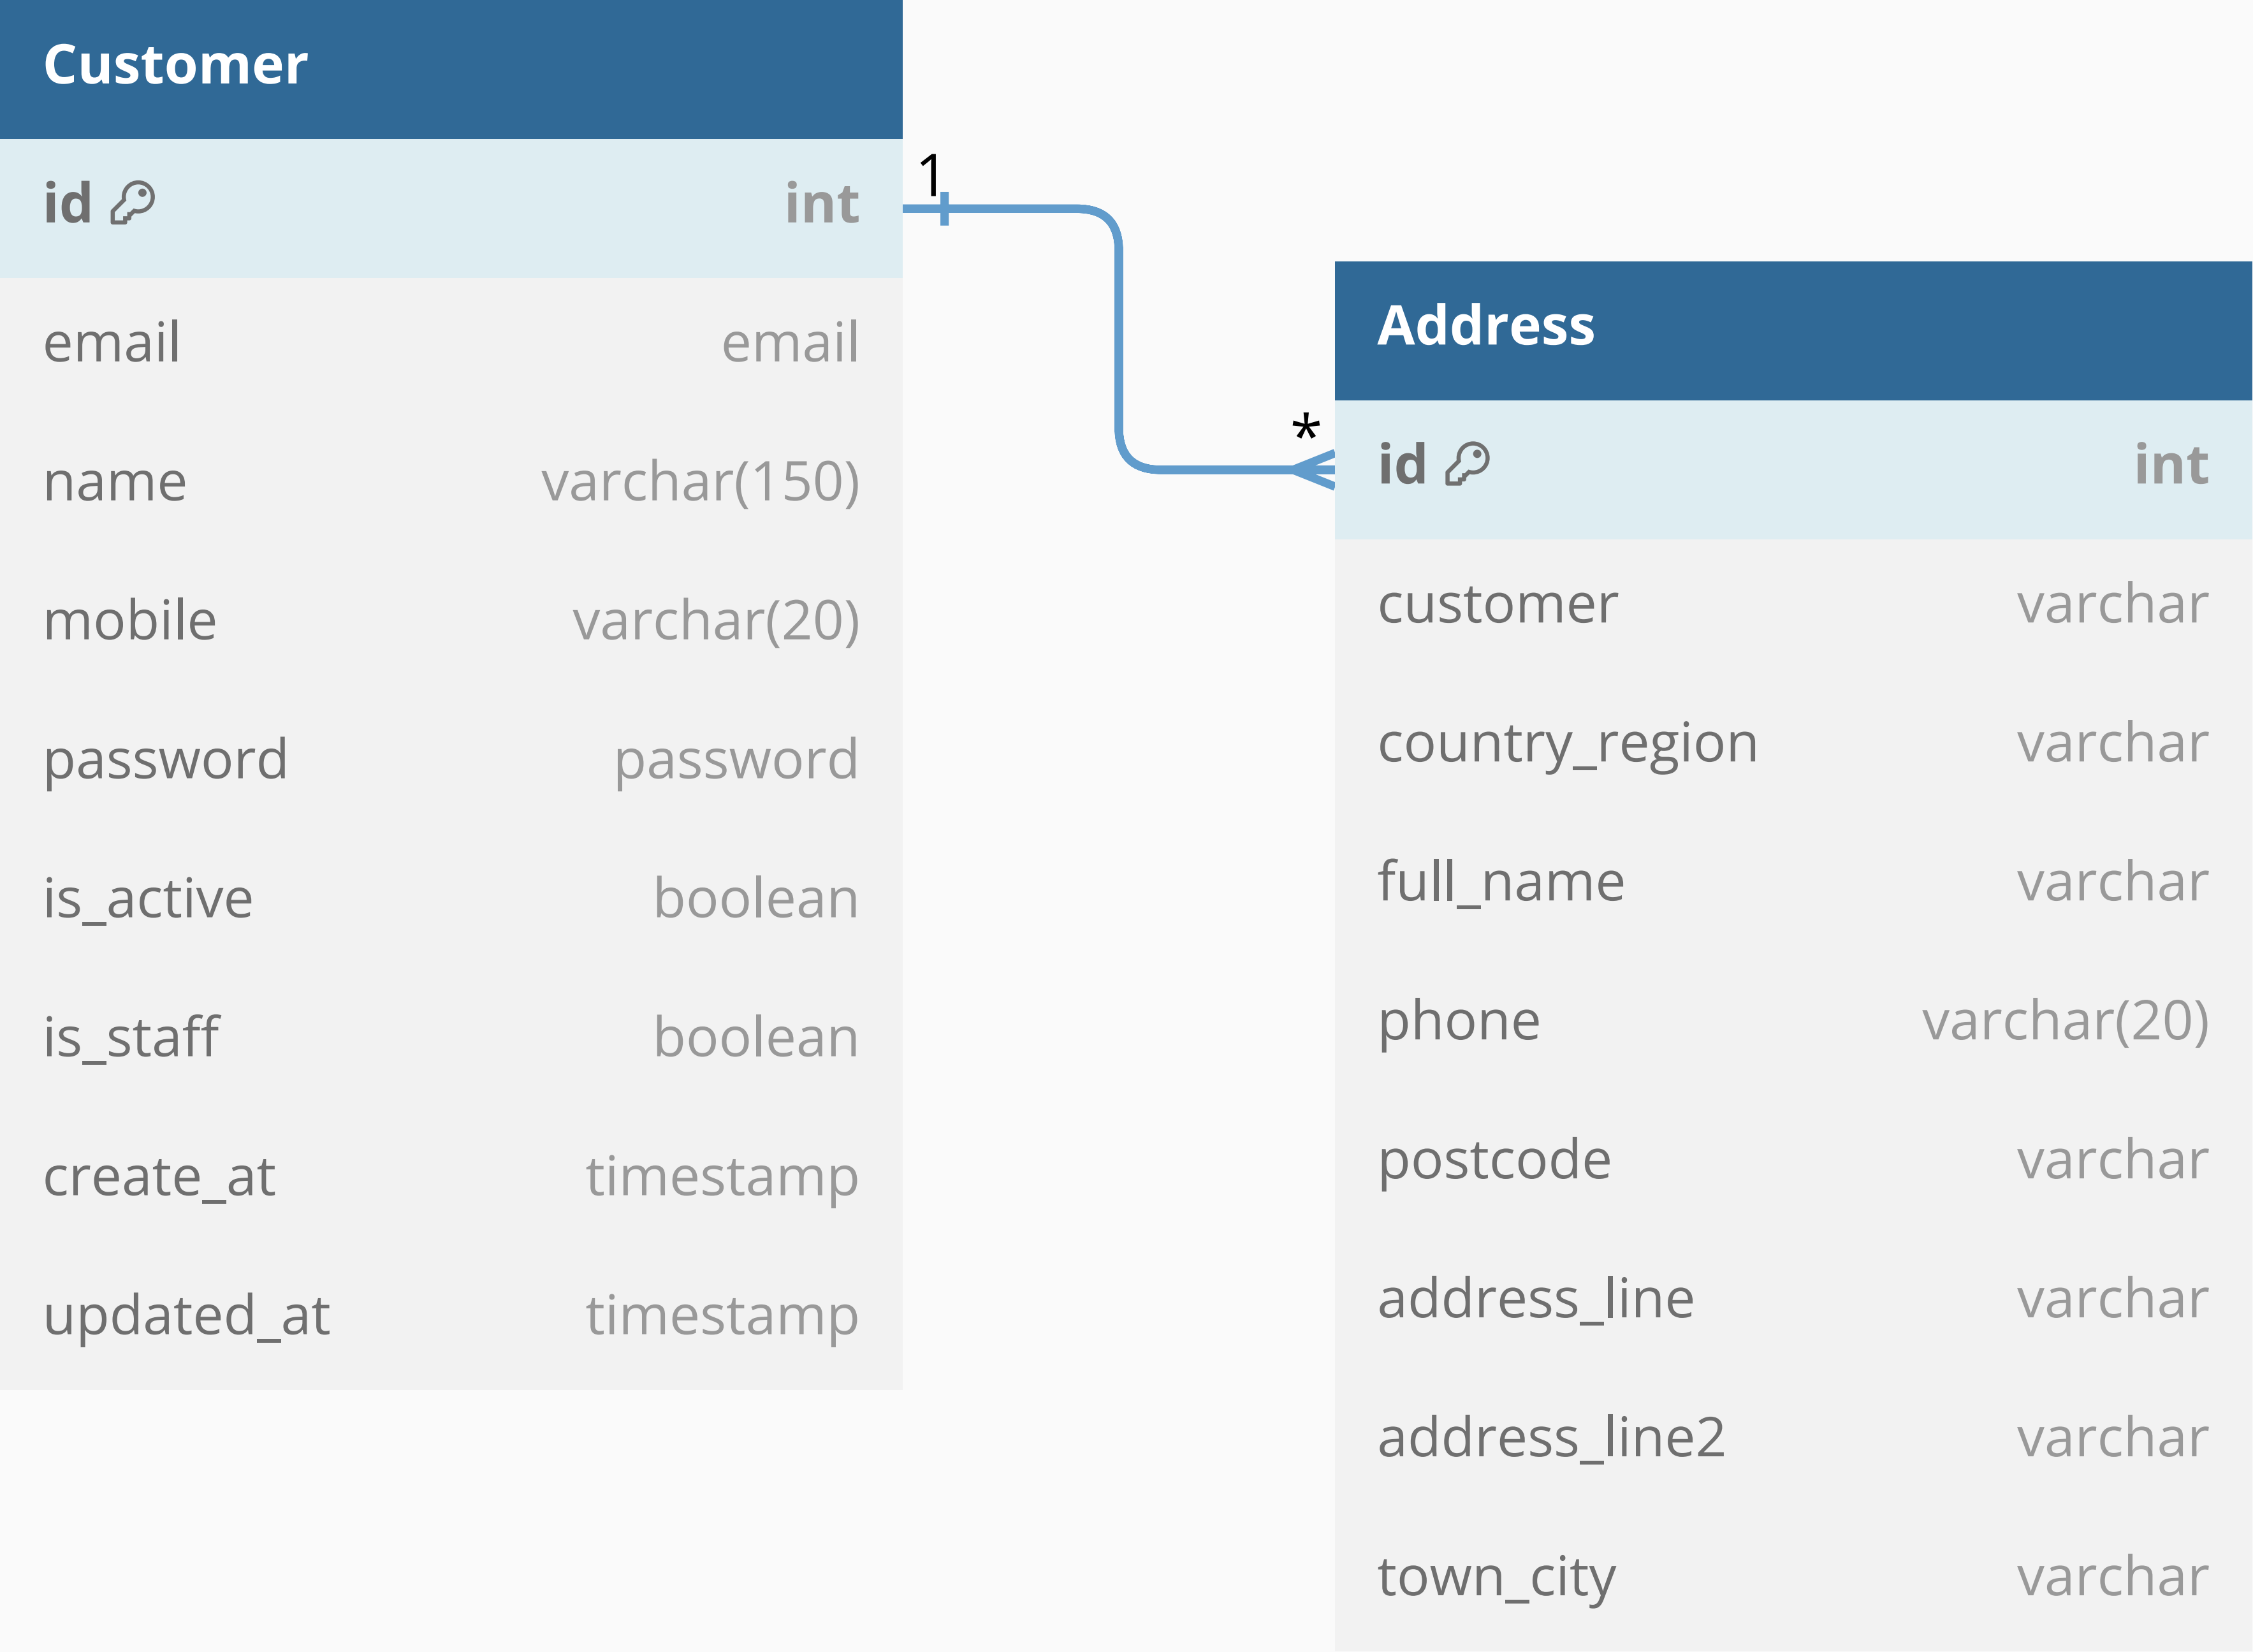 Customer
id int
email email
name varchar(150)
mobile varchar(20)
password password
is_active boolean
is_staff boolean
create_at timestamp
updated_at timestamp
1
*
Address
id int
customer varchar
country_region varchar
full_name varchar
phone varchar(20)
postcode varchar
address_line varchar
address_line2 varchar
town_city varchar